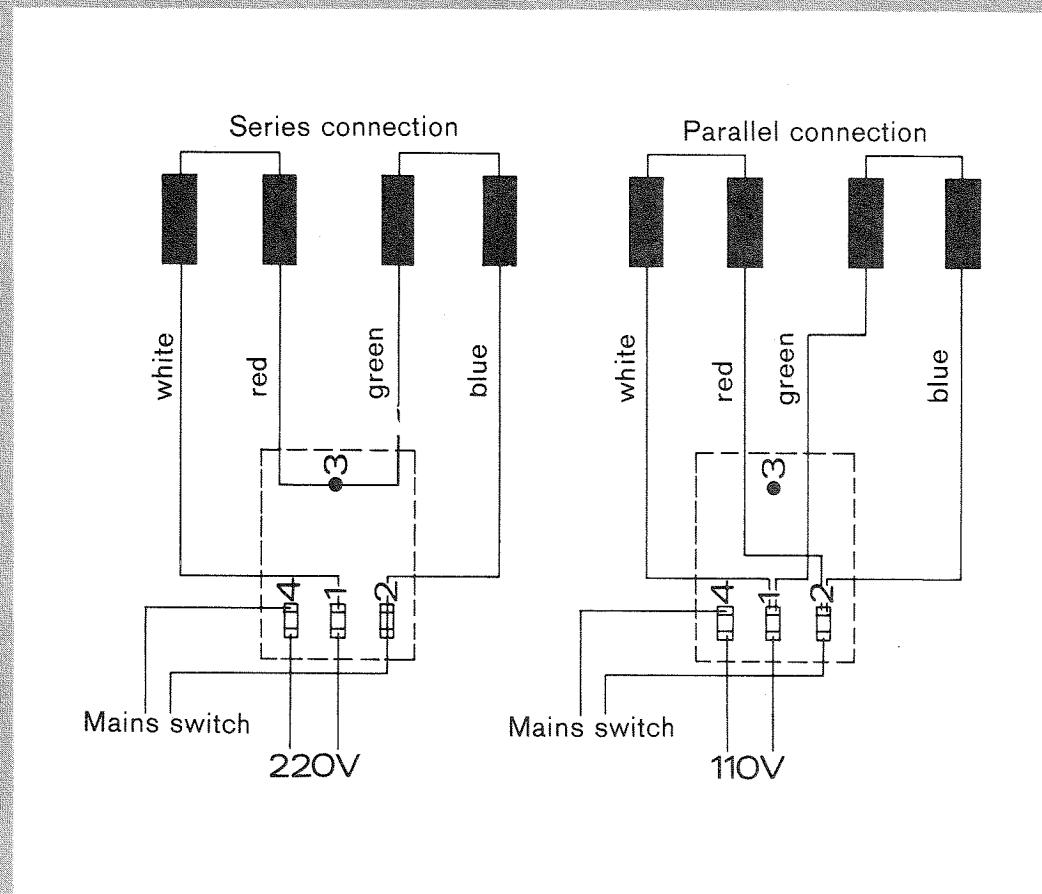 Series connection
white
red
green
blue
3
4
1
2
Mains switch
220V
Parallel connection
white
red
green
blue
3
4
1
2
Mains switch
110V